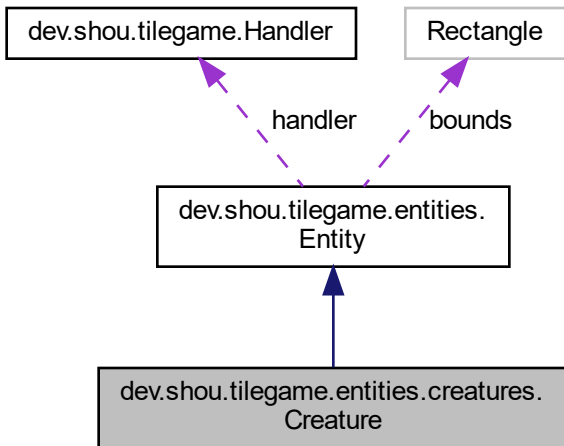 dev.shou.tilegame.Handler
Rectangle
handler
bounds
dev.shou.tilegame.entities.
Entity
dev.shou.tilegame.entities.creatures.
Creature